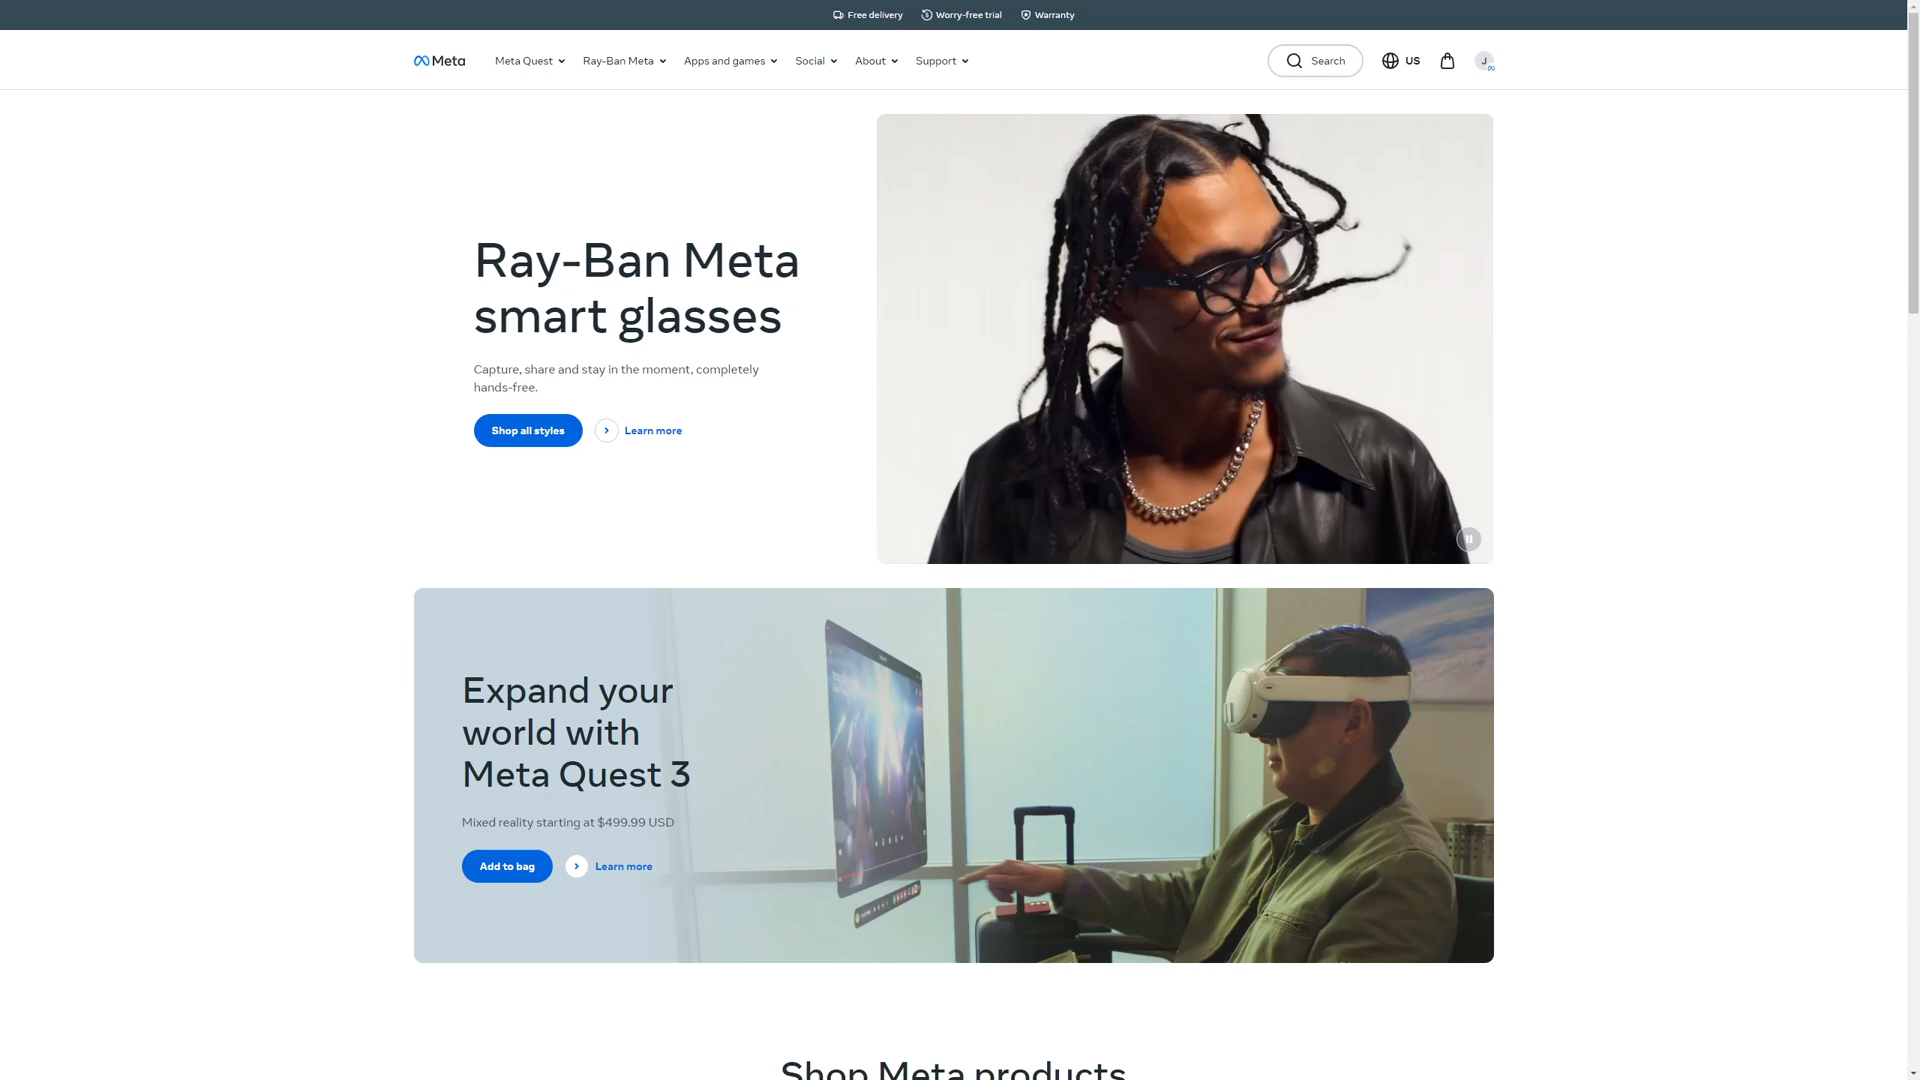 Free delivery
Worry-free trial
Warranty
Meta
Meta Quest
Ray-Ban Meta
Apps and games
Social
About
Support
Search
US
J
Ray-Ban Meta
smart glasses
Capture, share and stay in the moment, completely
hands-free.
Shop all styles
Learn more
Expand your
world with
Meta Quest 3
Mixed reality starting at $499.99 USD
Add to bag
Learn more
Shop Meta products